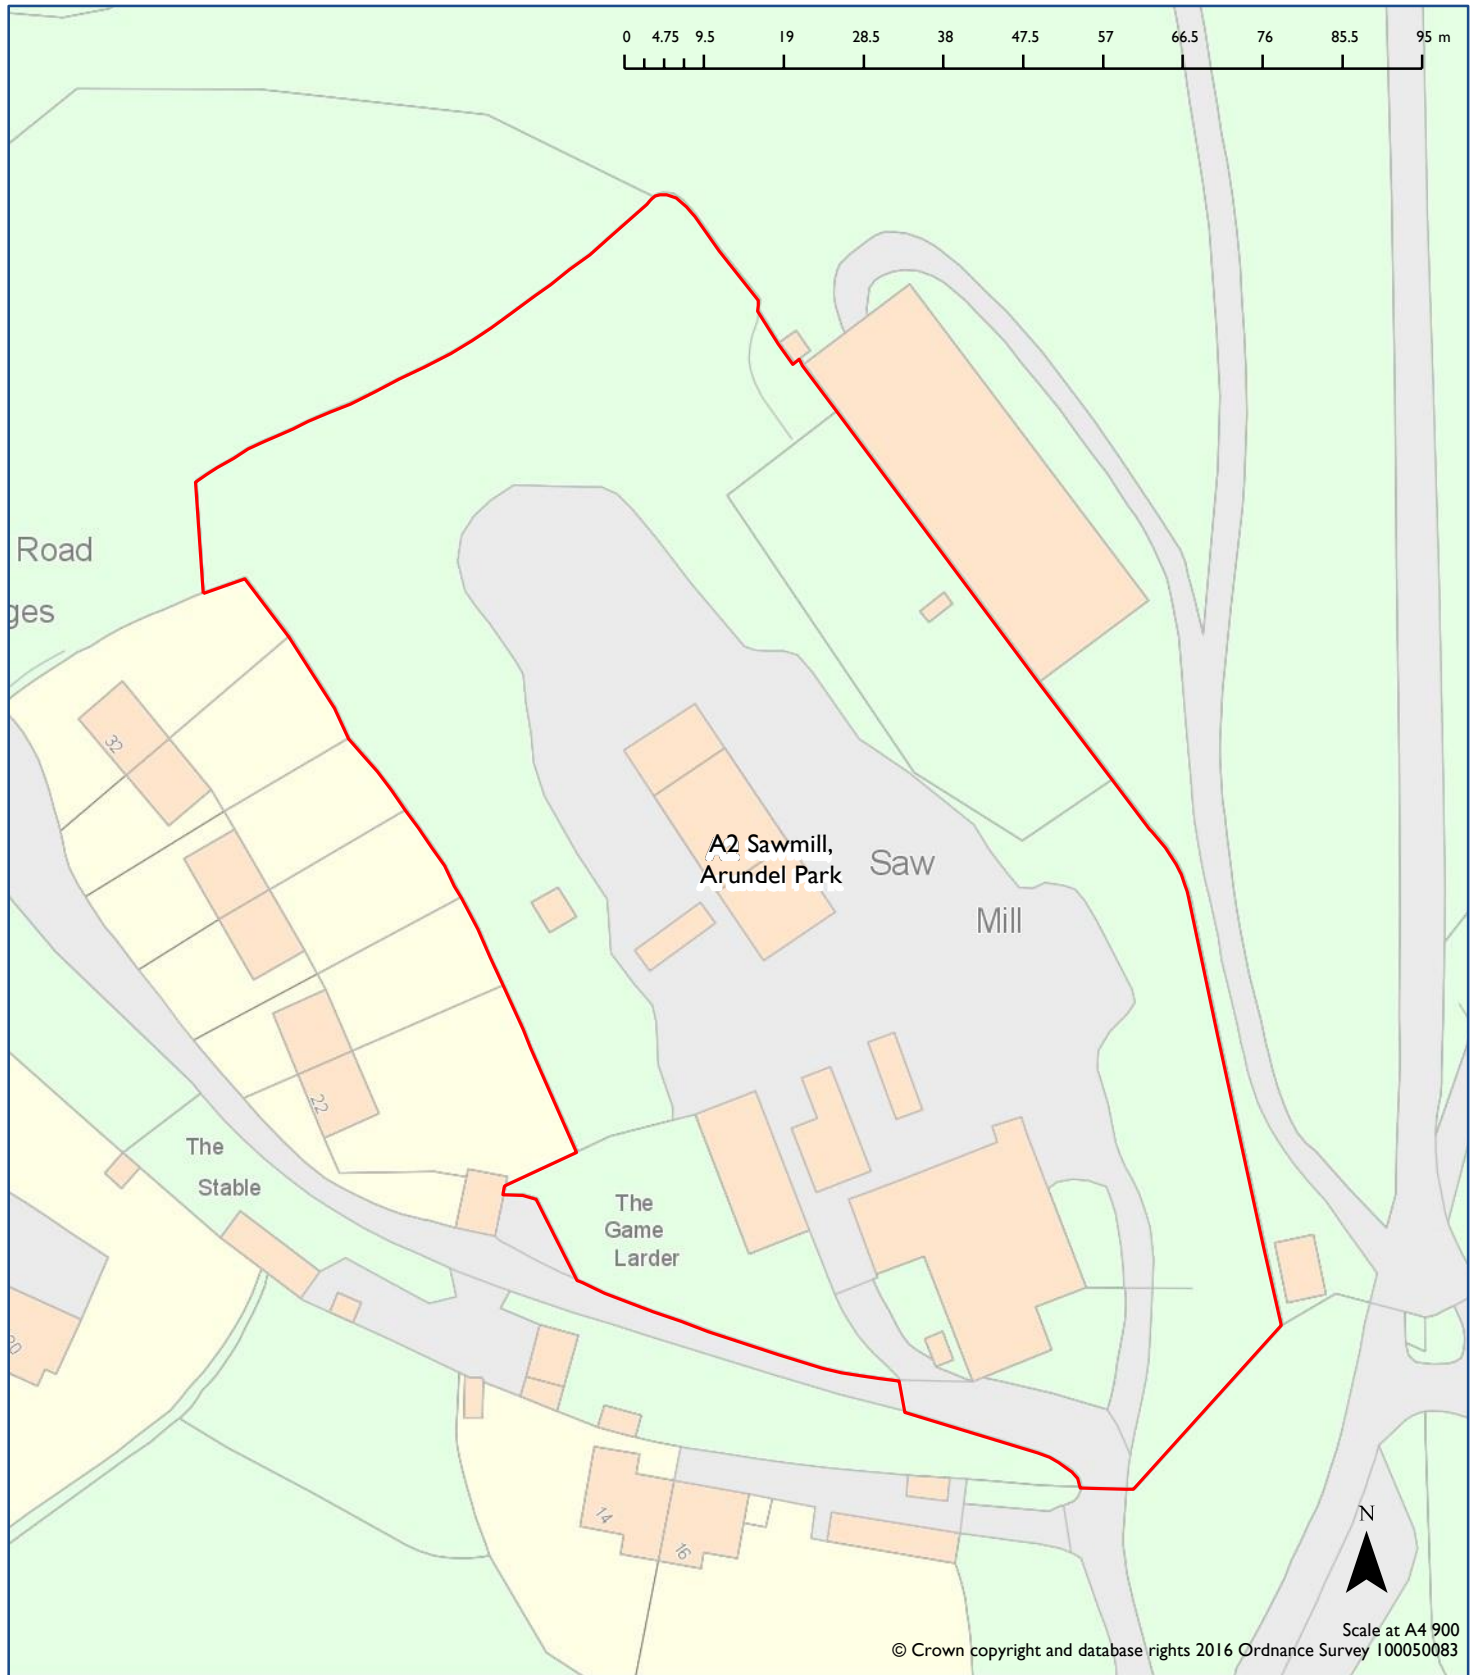 0 4.75 9.5 19 28.5 38 47.5 57 66.5 76 85.5 95 m
Road
ges
32
A2 Sawmill,
Arundel Park
Saw
Mill
22
The
Stable
The
Game
Larder
14
16
N
Scale at A4 900
© Crown copyright and database rights 2016 Ordnance Survey 100050083